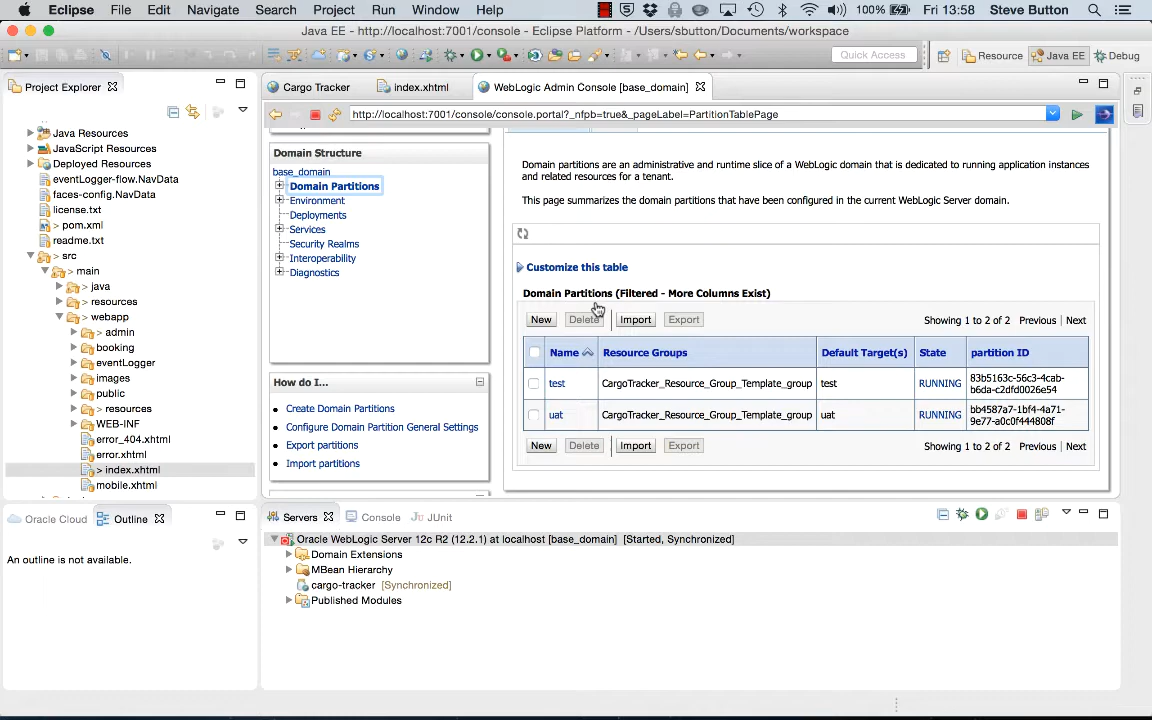 Eclipse File Edit Navigate Search Project Run Window Help 100% Fri 13:58 Steve Button
Java EE - http://localhost:7001/console - Eclipse Platform - /Users/sbutton/Documents/workspace
Quick Access Resource Java EE Debug
Project Explorer
Java Resources
JavaScript Resources
Deployed Resources
eventLogger-flow.NavData
faces-config.NavData
license.txt
> pom.xml
readme.txt
> src
> main
> java
> resources
> webapp
> admin
booking
eventLogger
> images
> public
> resources
> WEB-INF
error_404.xhtml
error.xhtml
> index.xhtml
mobile.xhtml
Cargo Tracker index.xhtml WebLogic Admin Console [base_domain]
http://localhost:7001/console/console.portal?_nfpb=true&_pageLabel=PartitionTablePage
Domain Structure
base_domain
Domain Partitions
Environment
Deployments
Services
Security Realms
Interoperability
Diagnostics
How do I...
Create Domain Partitions
Configure Domain Partition General Settings
Export partitions
Import partitions
Domain partitions are an administrative and runtime slice of a WebLogic domain that is dedicated to running application instances
and related resources for a tenant.
This page summarizes the domain partitions that have been configured in the current WebLogic Server domain.
Customize this table
Domain Partitions (Filtered - More Columns Exist)
New Delete Import Export Showing 1 to 2 of 2 Previous Next
Name Resource Groups Default Target(s) State partition ID
test CargoTracker_Resource_Group_Template_group test RUNNING 83b5163c-56c3-4cab-
b6da-c2dfd0026e54
uat CargoTracker_Resource_Group_Template_group uat RUNNING bb4587a7-1bf4-4a71-
9e77-a0c0f444808f
New Delete Import Export Showing 1 to 2 of 2 Previous Next
Oracle Cloud Outline
An outline is not available.
Servers Console JUnit
Oracle WebLogic Server 12c R2 (12.2.1) at localhost [base_domain] [Started, Synchronized]
Domain Extensions
MBean Hierarchy
cargo-tracker [Synchronized]
Published Modules